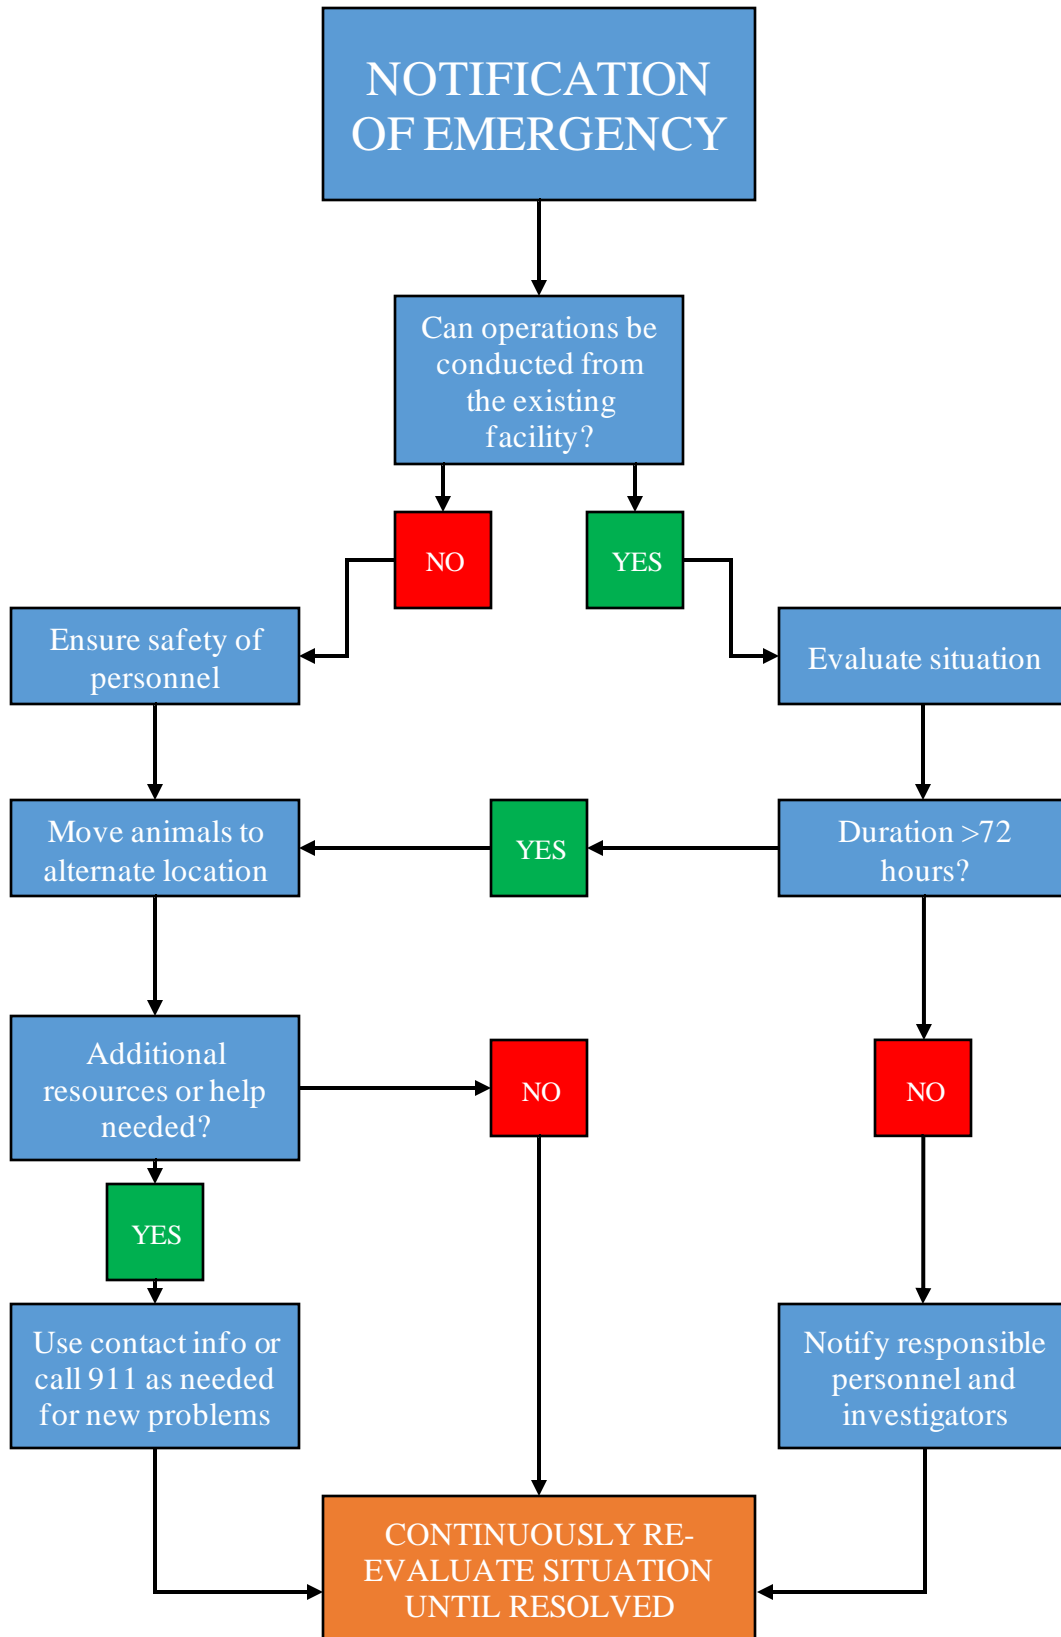 NOTIFICATION
OF EMERGENCY
Can operations be
conducted from
the existing
facility?
NO
YES
Ensure safety of
personnel
Evaluate situation
Move animals to
alternate location
YES
Duration >72
hours?
Additional
resources or help
needed?
NO
NO
YES
Use contact info or
call 911 as needed
for new problems
Notify responsible
personnel and
investigators
CONTINUOUSLY RE-
EVALUATE SITUATION
UNTIL RESOLVED